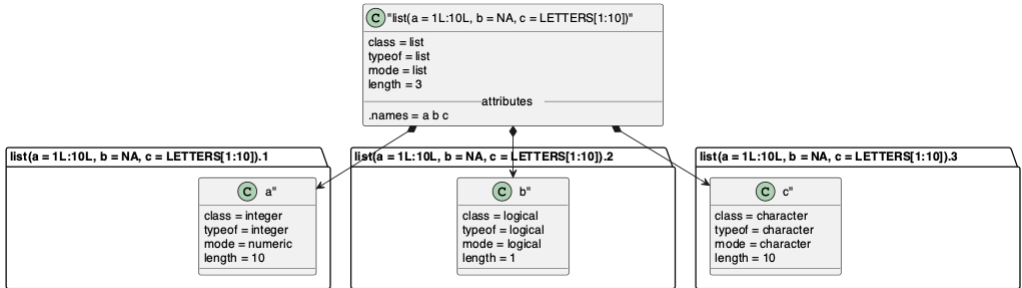 C "list(a = 1L:10L, b = NA, c = LETTERS[1:10])"
class = list
typeof = list
mode = list
length = 3
attributes
.names = a b c
list(a = 1L:10L, b = NA, c = LETTERS[1:10]).1
C a"
class = integer
typeof = integer
mode = numeric
length = 10
list(a = 1L:10L, b = NA, c = LETTERS[1:10]).2
C b"
class = logical
typeof = logical
mode = logical
length = 1
list(a = 1L:10L, b = NA, c = LETTERS[1:10]).3
C c"
class = character
typeof = character
mode = character
length = 10